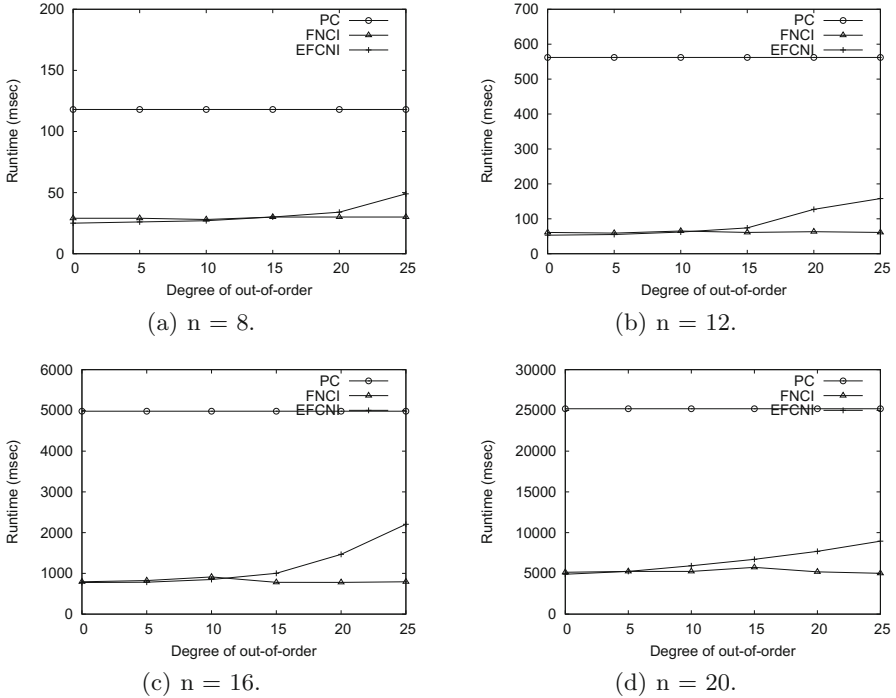 200
150
100
50
0
Runtime (msec)
PC
FNCI
EFCNI
0 5 10 15 20 25
Degree of out-of-order
(a) n = 8.
700
600
500
400
300
200
100
0
Runtime (msec)
PC
FNCI
EFCNI
0 5 10 15 20 25
Degree of out-of-order
(b) n = 12.
6000
5000
4000
3000
2000
1000
0
Runtime (msec)
PC
FNCI
EFCNI
0 5 10 15 20 25
Degree of out-of-order
(c) n = 16.
30000
25000
20000
15000
10000
5000
0
Runtime (msec)
PC
FNCI
EFCNI
0 5 10 15 20 25
Degree of out-of-order
(d) n = 20.